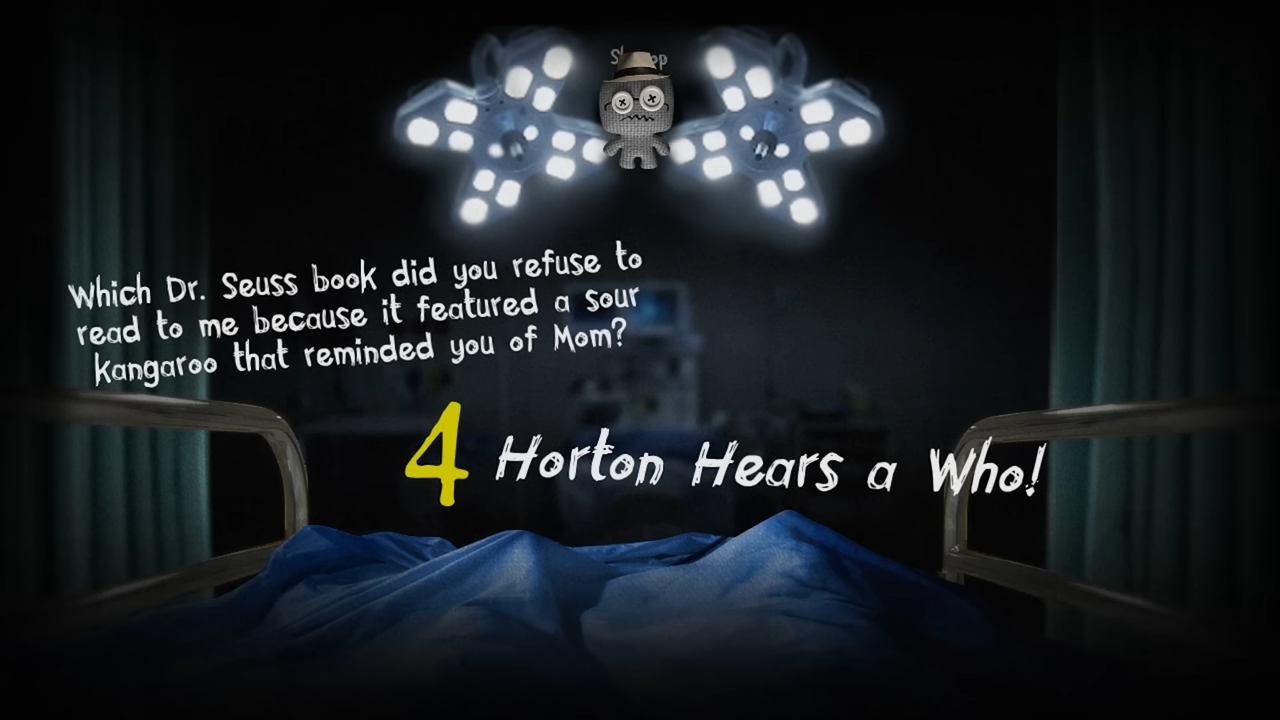 Which Dr. Seuss book did you refuse to
read to me because it featured a sour
kangaroo that reminded you of Mom?
4 Horton Hears a Who!